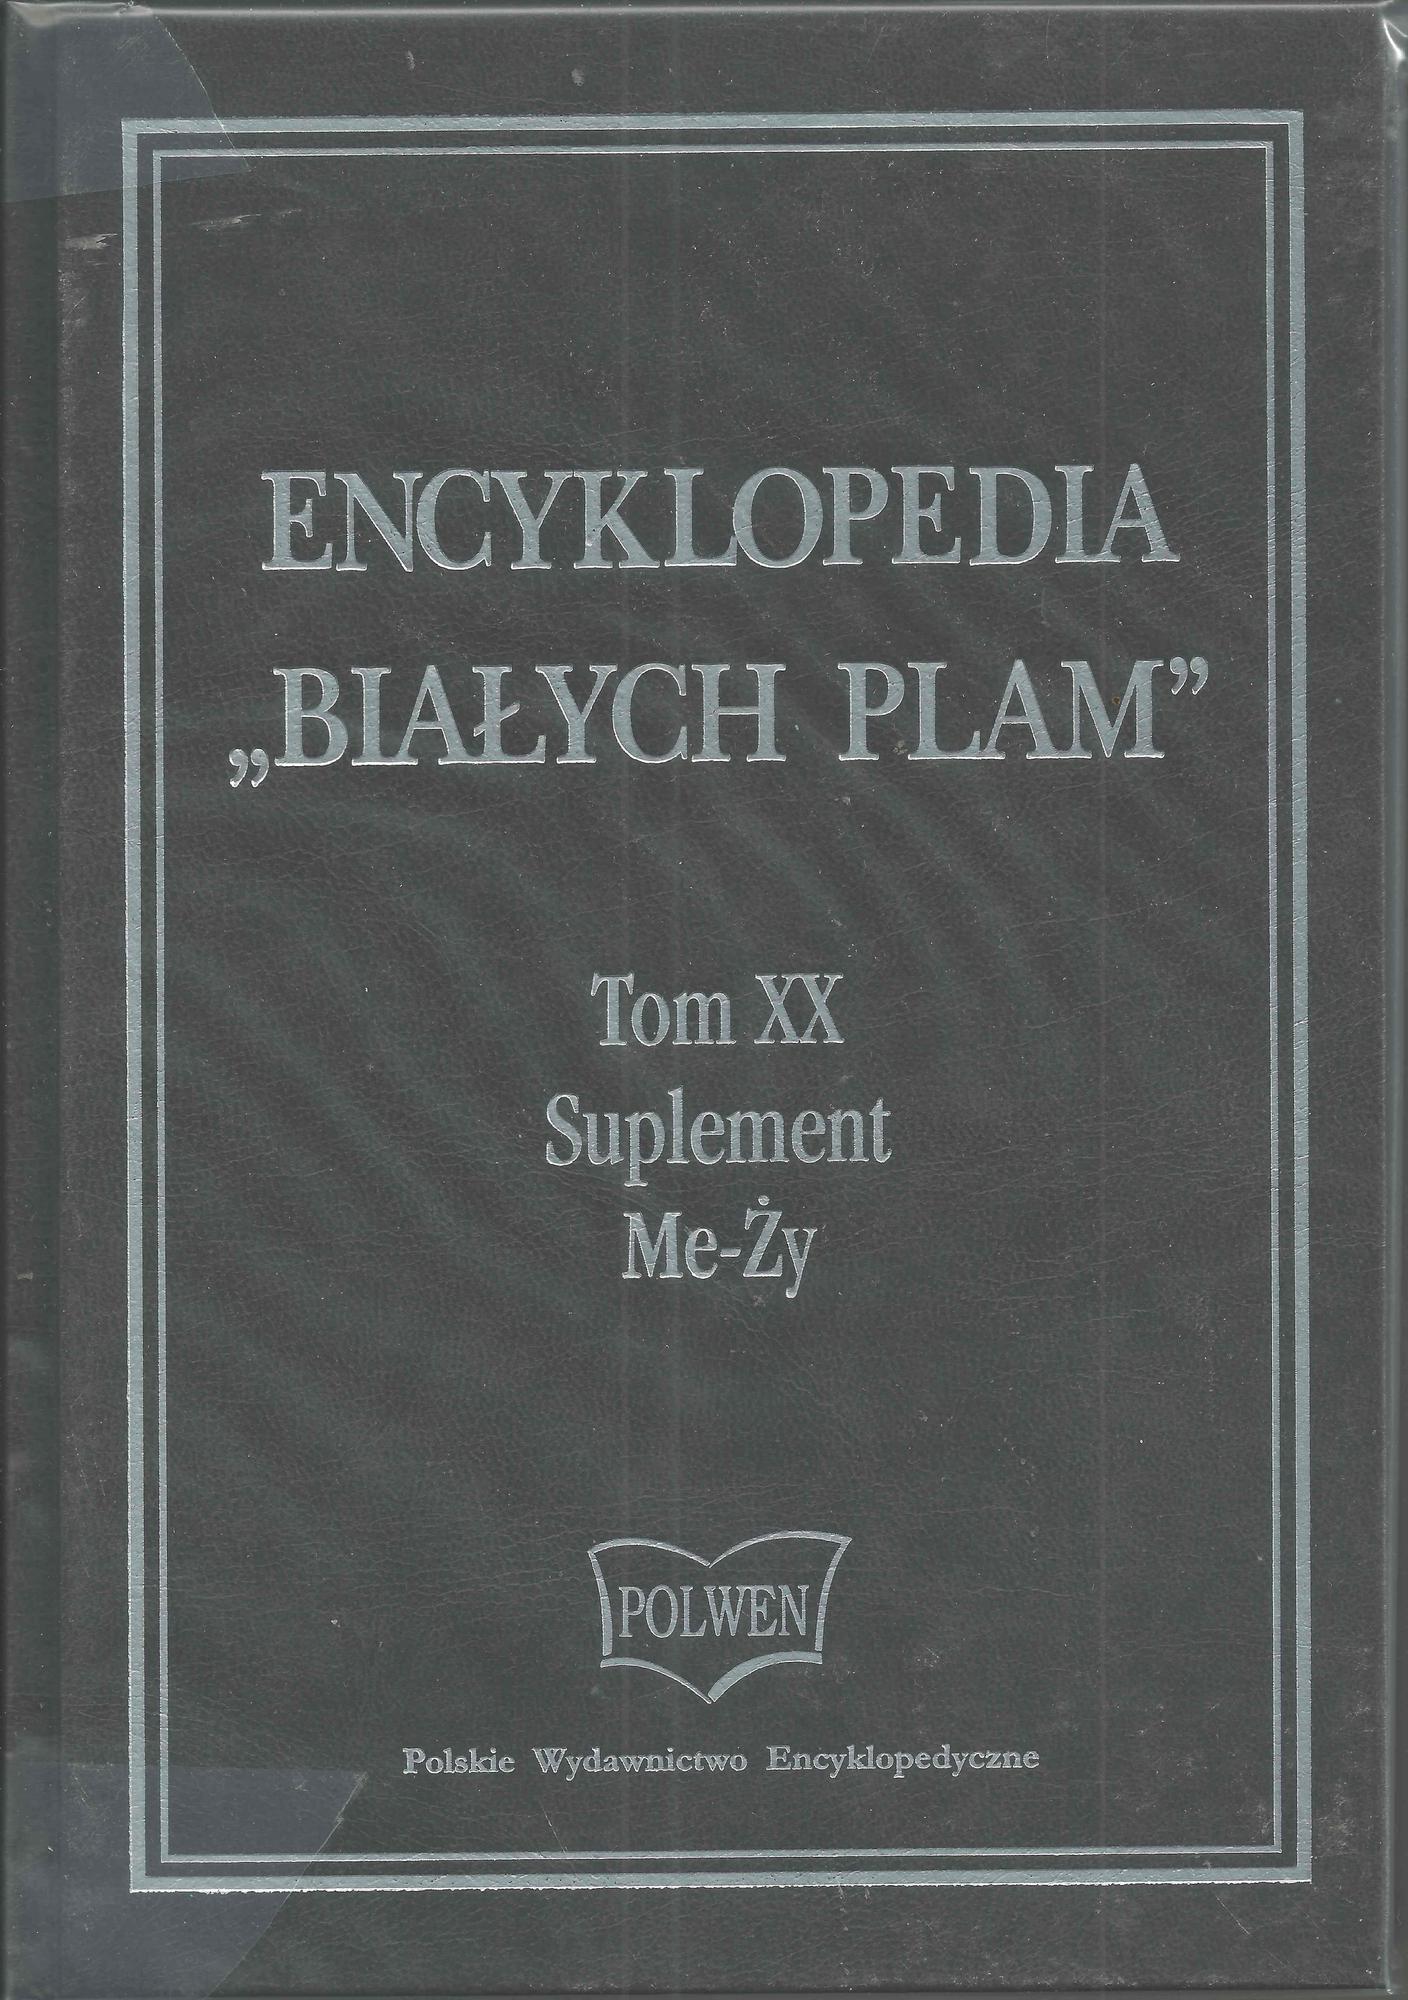 ENCYKLOPEDIA
„BIAŁYCH PLAM”
Tom XX
Suplement
Me-Ży
POLWEN
Polskie Wydawnictwo Encyklopedyczne